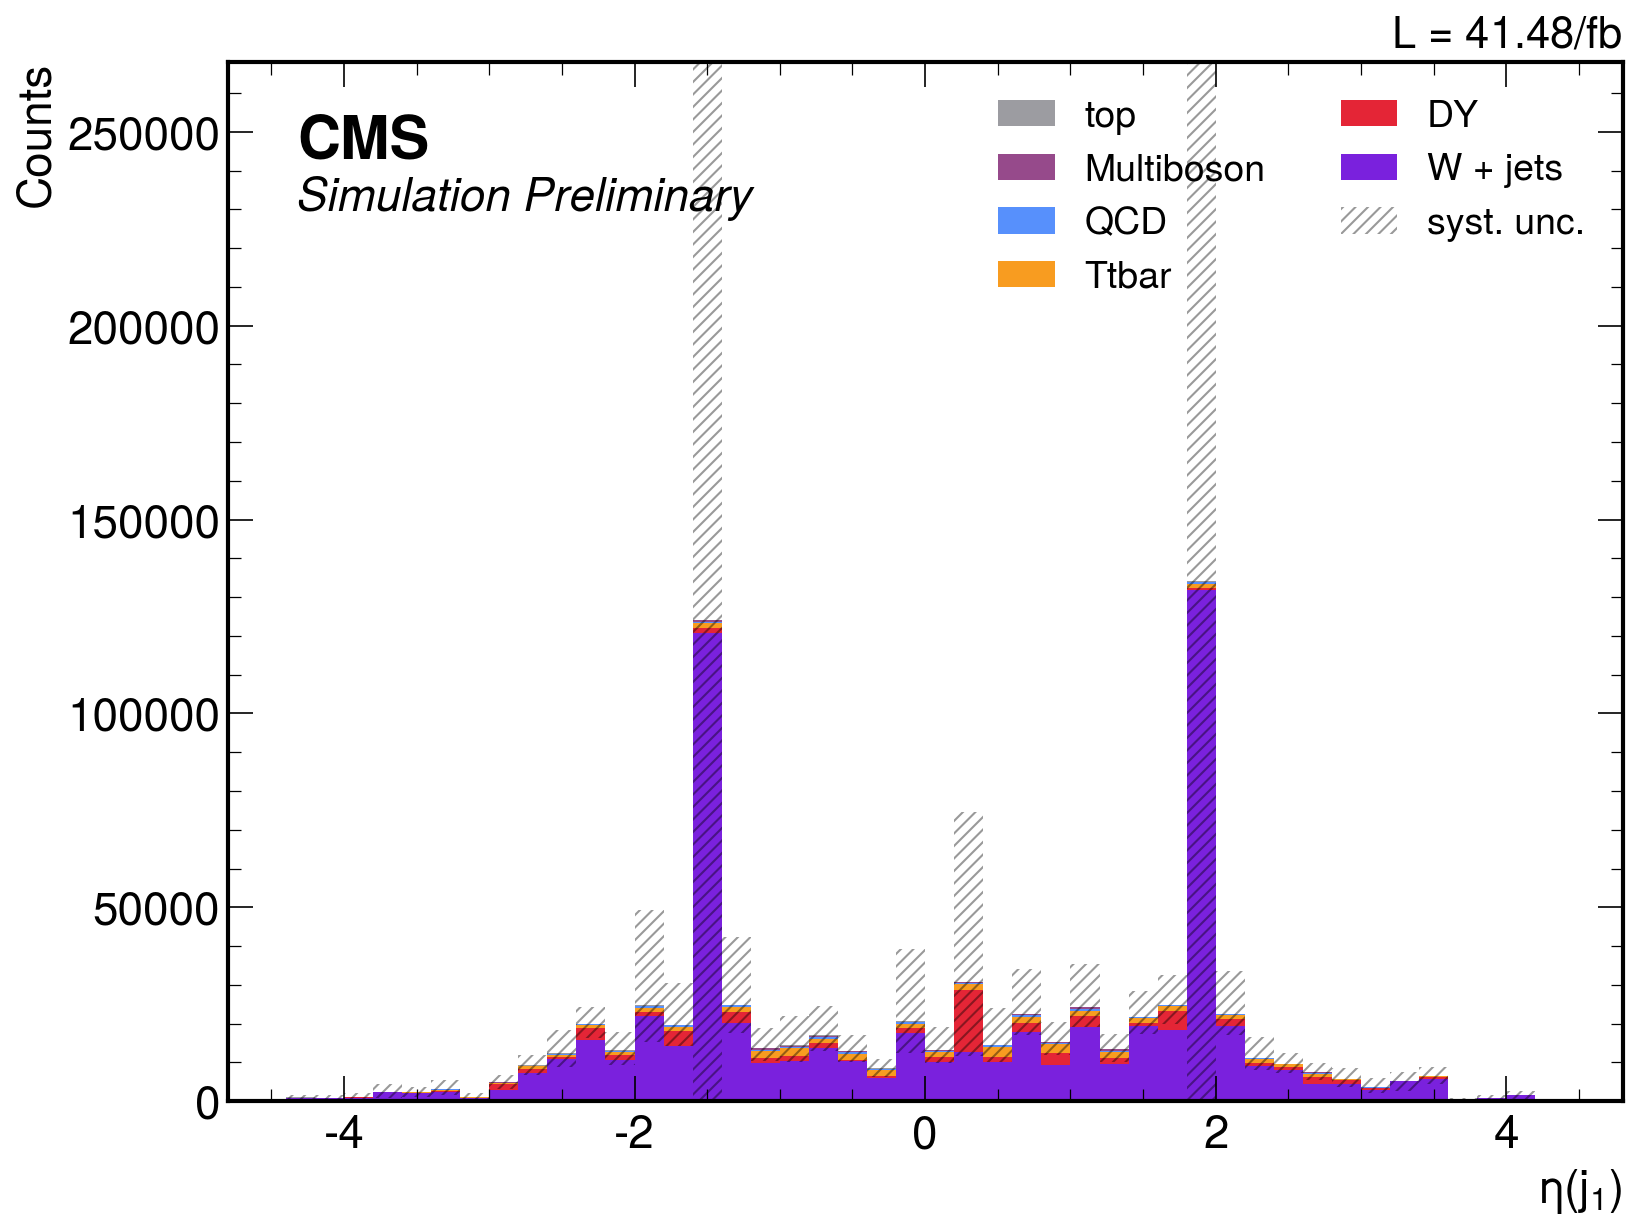 L = 41.48/fb
Counts
CMS
Simulation Preliminary
top
Multiboson
QCD
Ttbar
DY
W + jets
syst. unc.
250000
200000
150000
100000
50000
0
-4 -2 0 2 4
η(j₁)